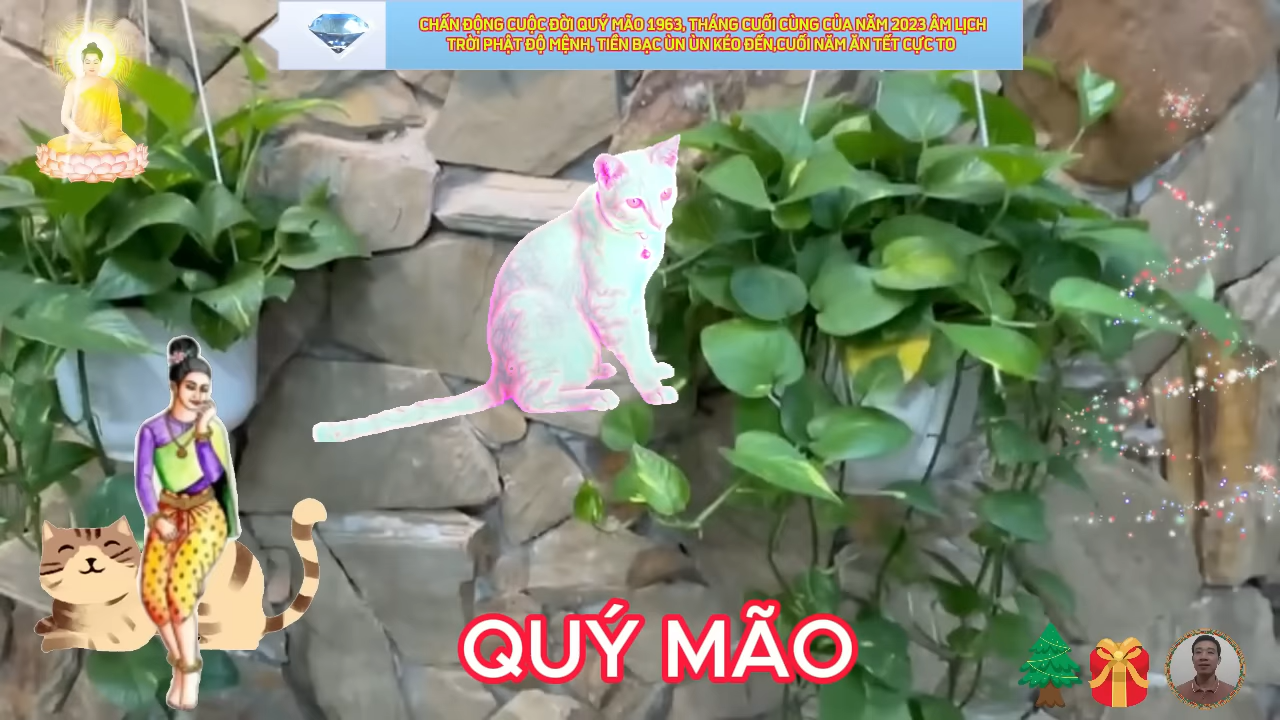 CHẤN ĐỘNG CUỘC ĐỜI QUÝ MÃO 1963, THÁNG CUỐI CÙNG CỦA NĂM 2023 ÂM LỊCH
TRỜI PHẬT ĐỘ MỆNH, TIỀN BẠC ÙN ÙN KÉO ĐẾN,CUỐI NĂM ĂN TẾT CỰC TO
QUÝ MÃO